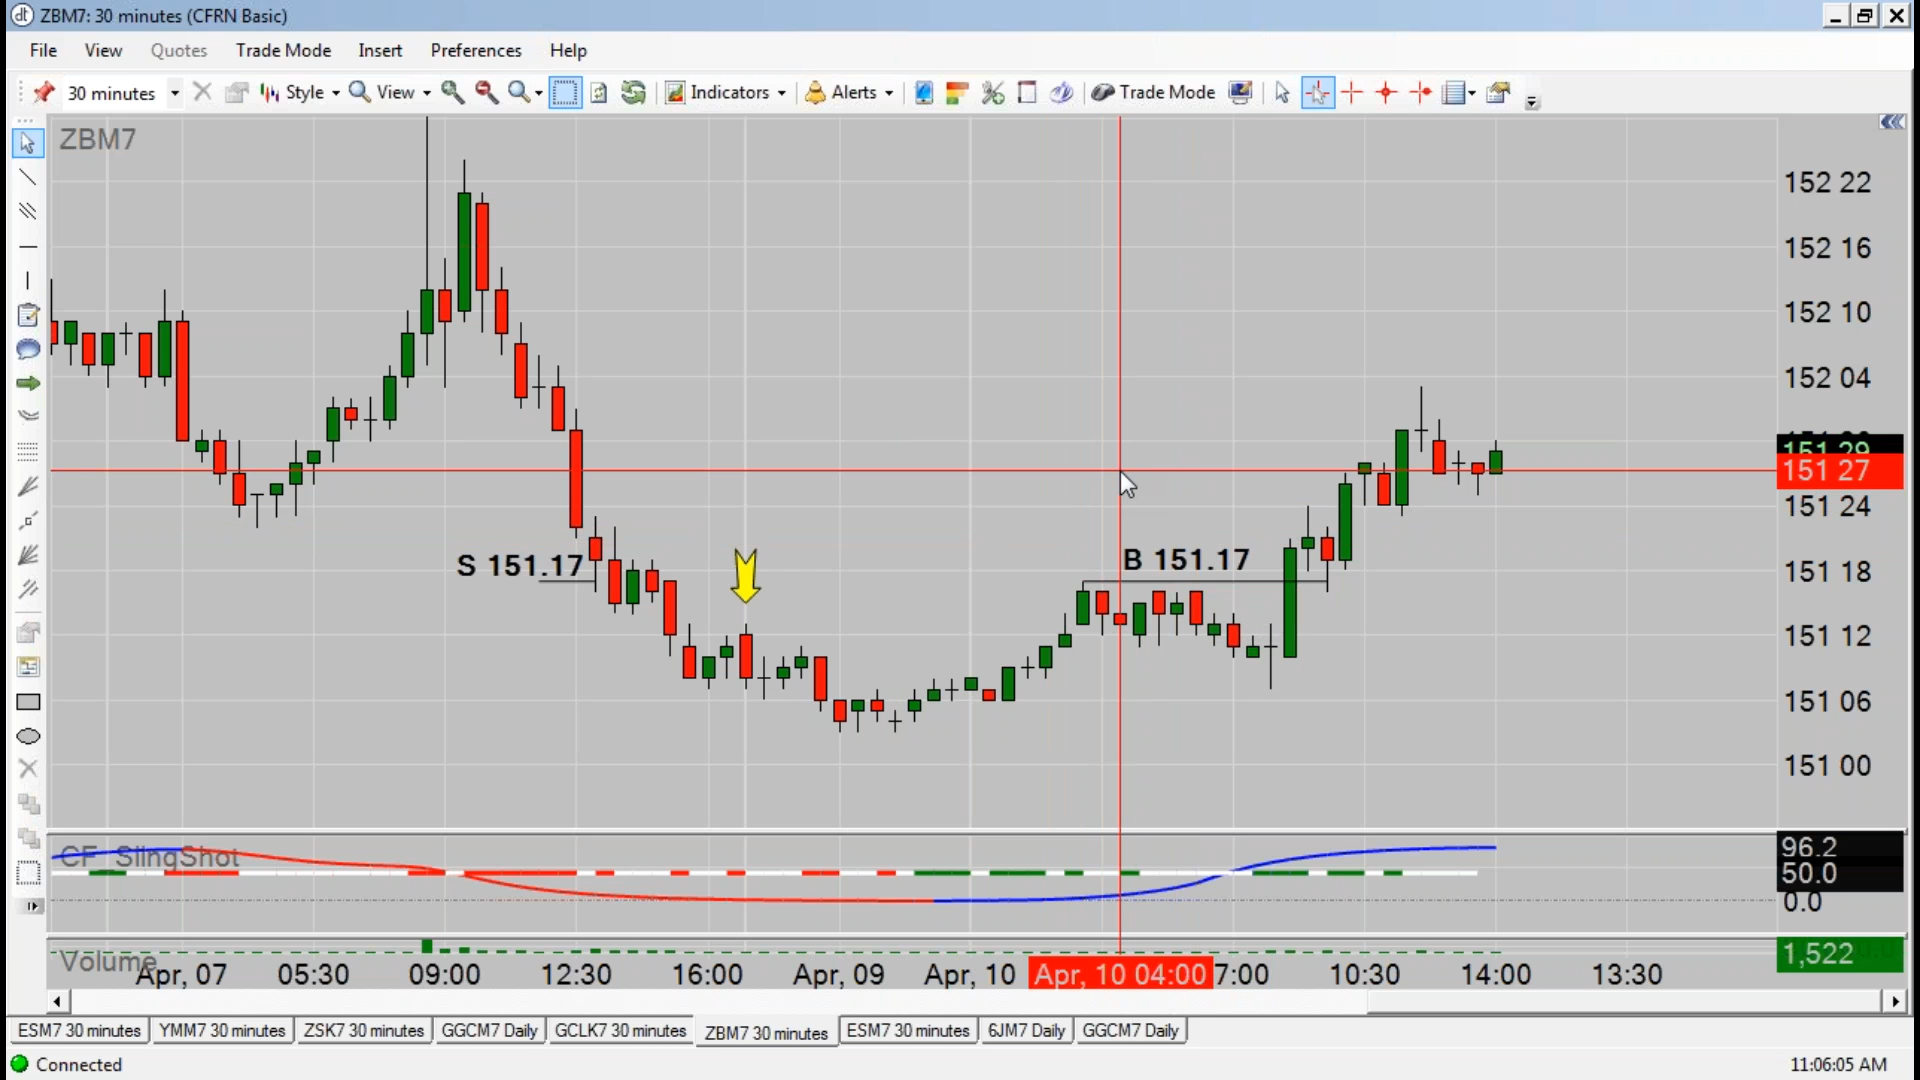 ZBM7: 30 minutes (CFRN Basic)
File View Quotes Trade Mode Insert Preferences Help
30 minutes Style View Indicators Alerts Trade Mode
ZBM7
152 22
152 16
152 10
152 04
151 29
151 27
151 24
S 151.17
B 151.17
151 18
151 12
151 06
151 00
CF_SlingShot
96.2
50.0
0.0
Volume
1,522
Apr, 07 05:30 09:00 12:30 16:00 Apr, 09 Apr, 10 Apr, 10 04:00 7:00 10:30 14:00 13:30
ESM7 30 minutes YMM7 30 minutes ZSK7 30 minutes GGCM7 Daily GCLK7 30 minutes ZBM7 30 minutes ESM7 30 minutes 6JM7 Daily GGCM7 Daily
Connected 11:06:05 AM